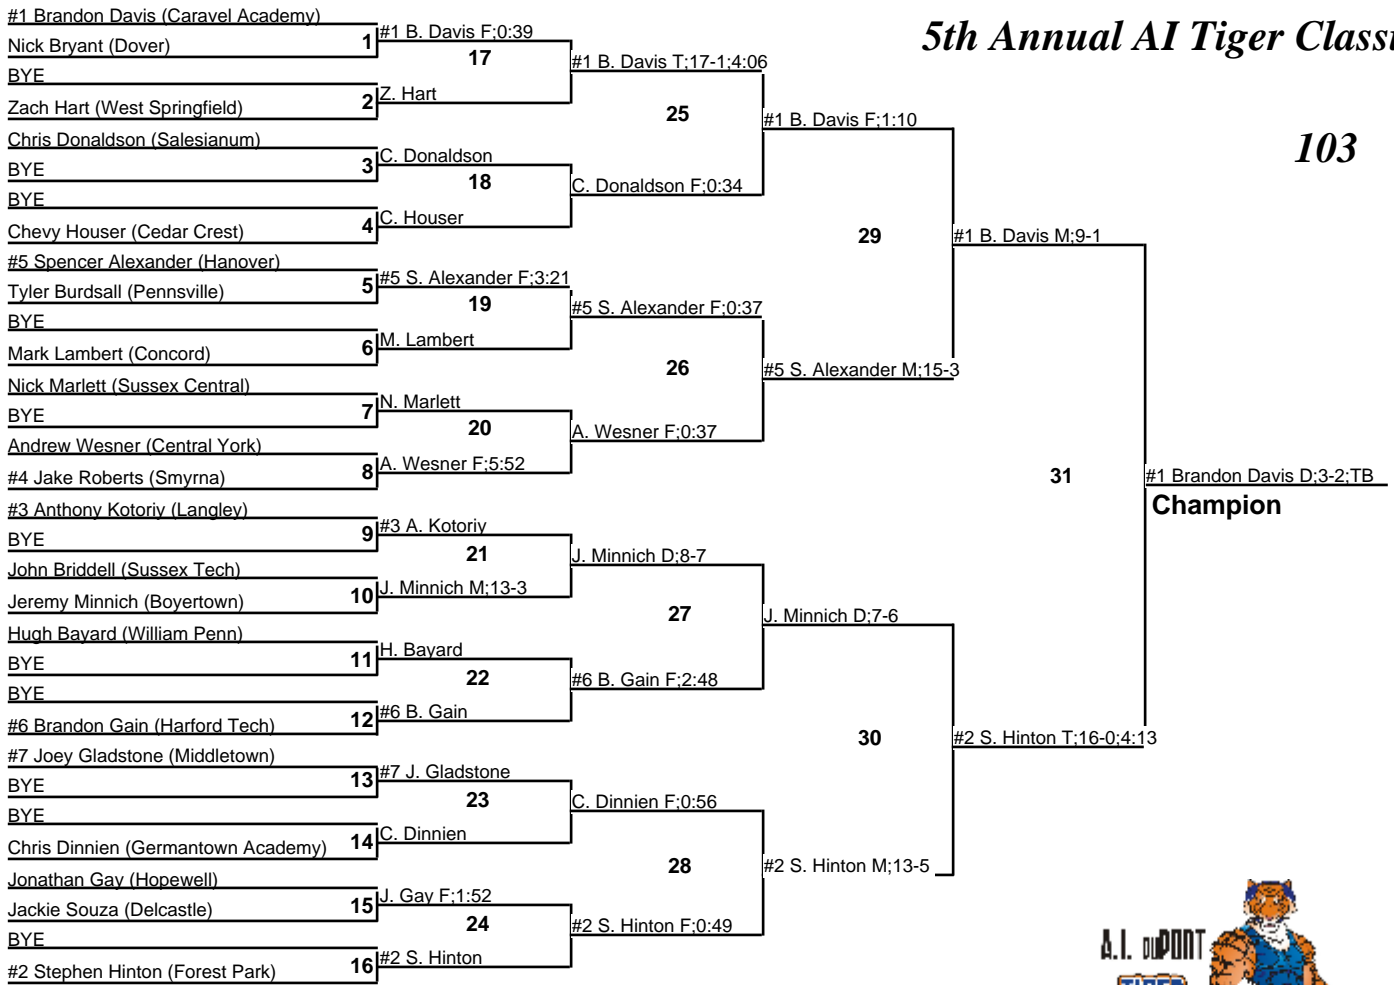 5th Annual AI Tiger Classi
103
#1 Brandon Davis (Caravel Academy)
Nick Bryant (Dover)
BYE
Zach Hart (West Springfield)
Chris Donaldson (Salesianum)
BYE
BYE
Chevy Houser (Cedar Crest)
#5 Spencer Alexander (Hanover)
Tyler Burdsall (Pennsville)
BYE
Mark Lambert (Concord)
Nick Marlett (Sussex Central)
BYE
Andrew Wesner (Central York)
#4 Jake Roberts (Smyrna)
#3 Anthony Kotoriy (Langley)
BYE
John Briddell (Sussex Tech)
Jeremy Minnich (Boyertown)
Hugh Bayard (William Penn)
BYE
BYE
#6 Brandon Gain (Harford Tech)
#7 Joey Gladstone (Middletown)
BYE
BYE
Chris Dinnien (Germantown Academy)
Jonathan Gay (Hopewell)
Jackie Souza (Delcastle)
BYE
#2 Stephen Hinton (Forest Park)
1
2
3
4
5
6
7
8
9
10
11
12
13
14
15
16
#1 B. Davis F;0:39
17
Z. Hart
C. Donaldson
18
C. Houser
#5 S. Alexander F;3:21
19
M. Lambert
N. Marlett
20
A. Wesner F;5:52
#3 A. Kotoriy
21
J. Minnich M;13-3
H. Bayard
22
#6 B. Gain
#7 J. Gladstone
23
C. Dinnien
J. Gay F;1:52
24
#2 S. Hinton
#1 B. Davis T;17-1;4:06
25
C. Donaldson F;0:34
#5 S. Alexander F;0:37
26
A. Wesner F;0:37
J. Minnich D;8-7
27
#6 B. Gain F;2:48
C. Dinnien F;0:56
28
#2 S. Hinton F;0:49
#1 B. Davis F;1:10
29
#5 S. Alexander M;15-3
J. Minnich D;7-6
30
#2 S. Hinton M;13-5
#1 B. Davis M;9-1
31
#2 S. Hinton T;16-0;4:13
#1 Brandon Davis D;3-2;TB
Champion
A.I. duPONT
TIGER